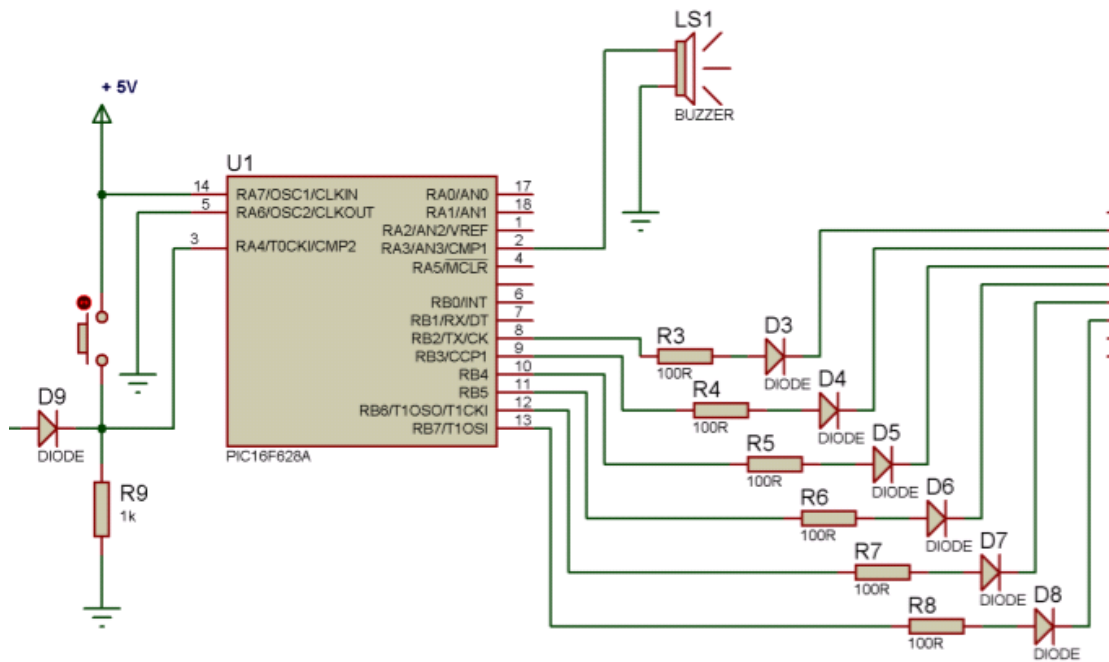 LS1
BUZZER
+ 5V
U1
14 RA7/OSC1/CLKIN RA0/AN0 17
5 RA6/OSC2/CLKOUT RA1/AN1 18
RA2/AN2/VREF 1
3 RA4/T0CKI/CMP2 RA3/AN3/CMP1 2
RA5/MCLR 4
RB0/INT 6
RB1/RX/DT 7
RB2/TX/CK 8
RB3/CCP1 9
RB4 10
RB5 11
RB6/T1OSO/T1CKI 12
RB7/T1OSI 13
PIC16F628A
D9
DIODE
R9
1k
R3
100R
D3
DIODE
R4
100R
D4
DIODE
R5
100R
D5
DIODE
R6
100R
D6
DIODE
R7
100R
D7
DIODE
R8
100R
D8
DIODE